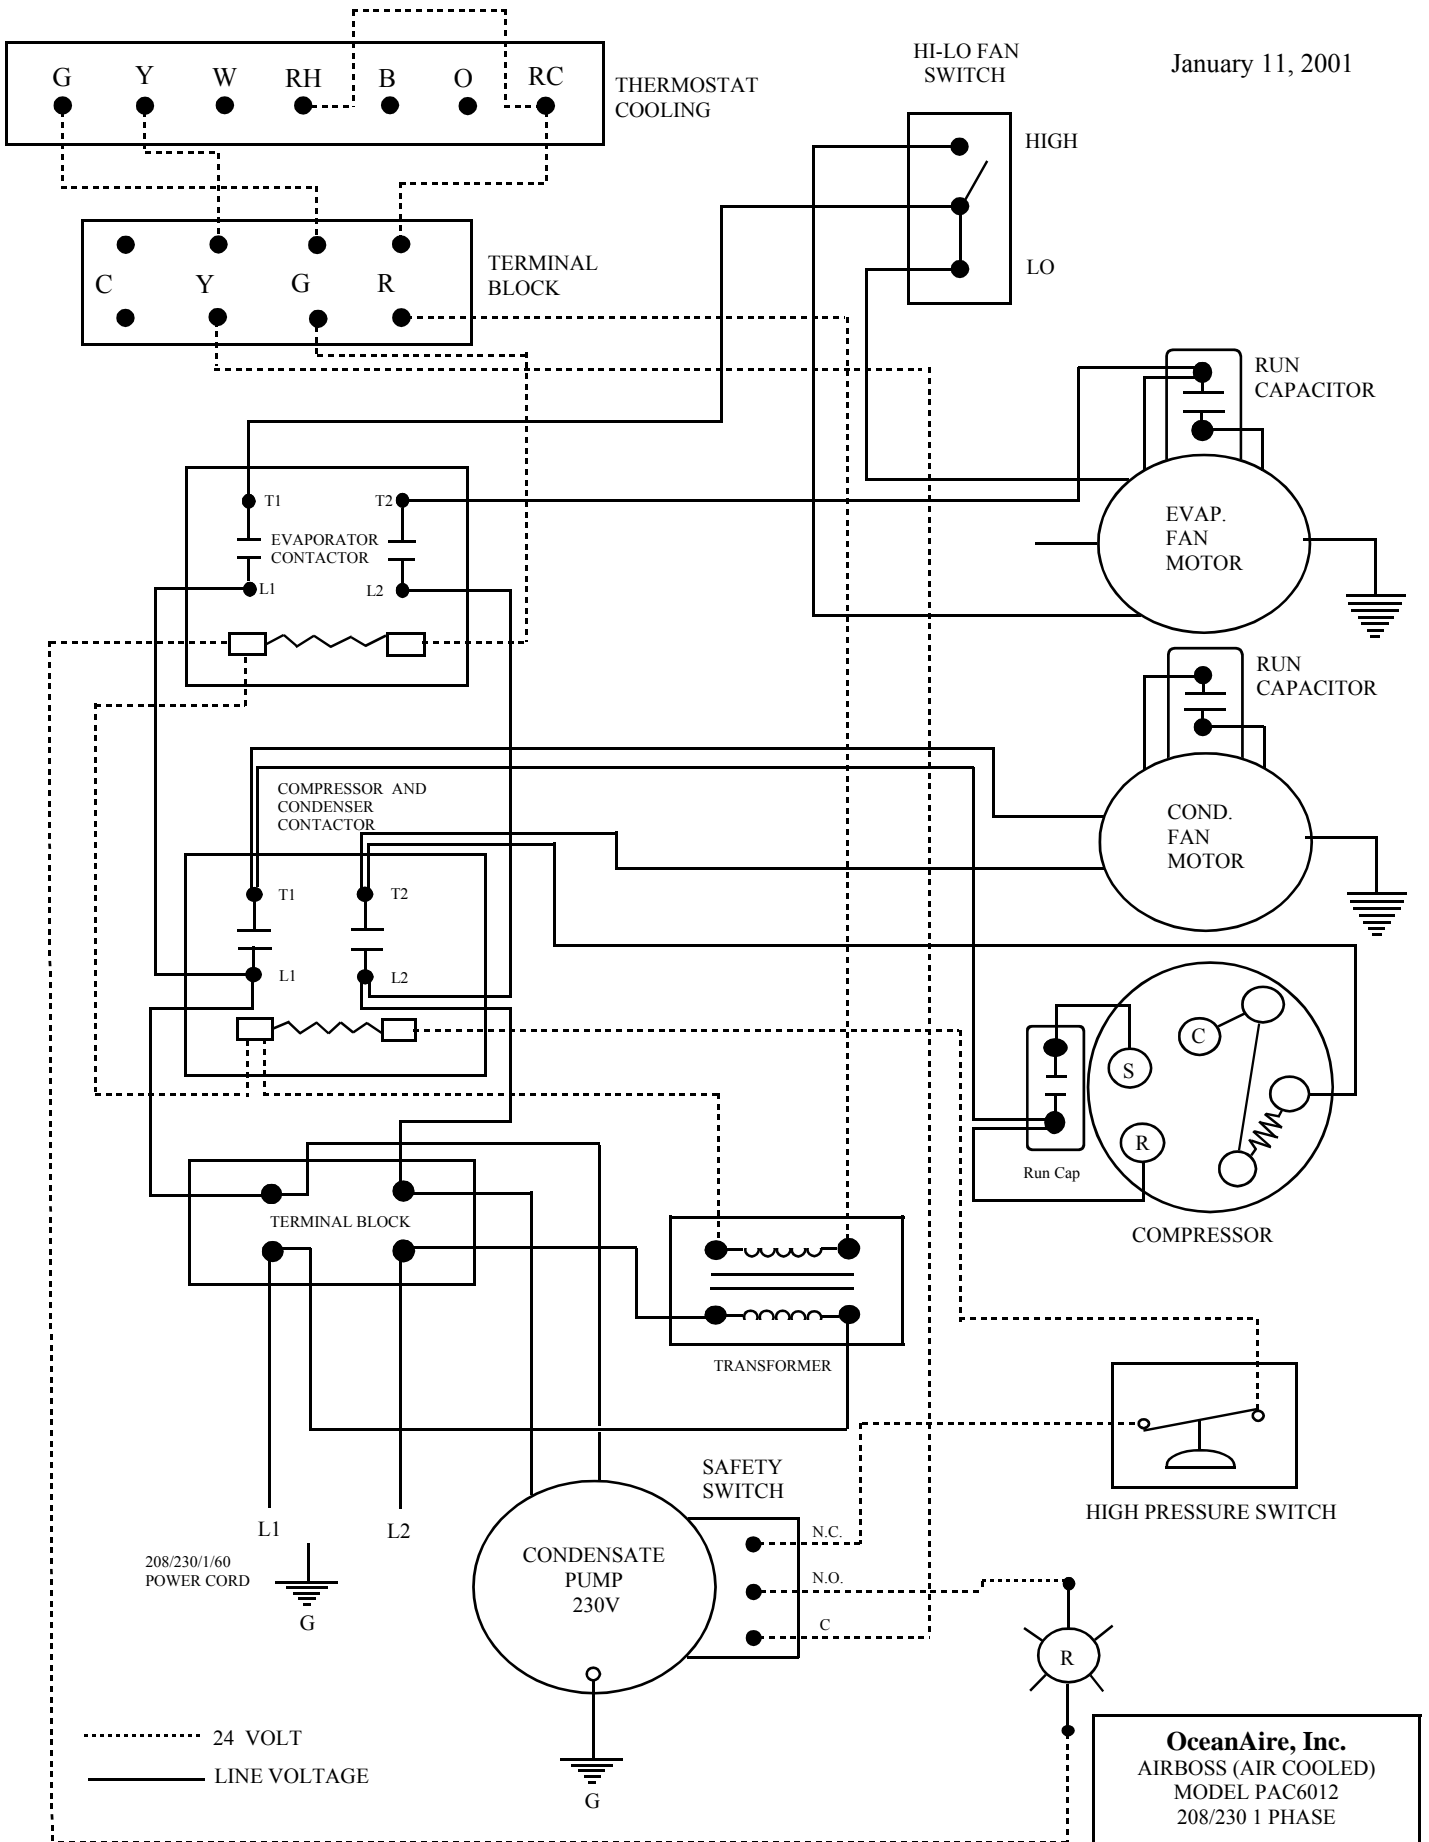 January 11, 2001
G Y W RH B O RC
THERMOSTAT
COOLING
HI-LO FAN
SWITCH
HIGH
LO
C Y G R
TERMINAL
BLOCK
RUN
CAPACITOR
T1 T2
EVAPORATOR
CONTACTOR
L1 L2
EVAP.
FAN
MOTOR
RUN
CAPACITOR
COMPRESSOR AND
CONDENSER
CONTACTOR
COND.
FAN
MOTOR
T1 T2
L1 L2
C
S
R
Run Cap
COMPRESSOR
TERMINAL BLOCK
TRANSFORMER
HIGH PRESSURE SWITCH
SAFETY
SWITCH
N.C.
N.O.
C
CONDENSATE
PUMP
230V
L1 L2
208/230/1/60
POWER CORD
G
R
24 VOLT
LINE VOLTAGE
G
OceanAire, Inc.
AIRBOSS (AIR COOLED)
MODEL PAC6012
208/230 1 PHASE